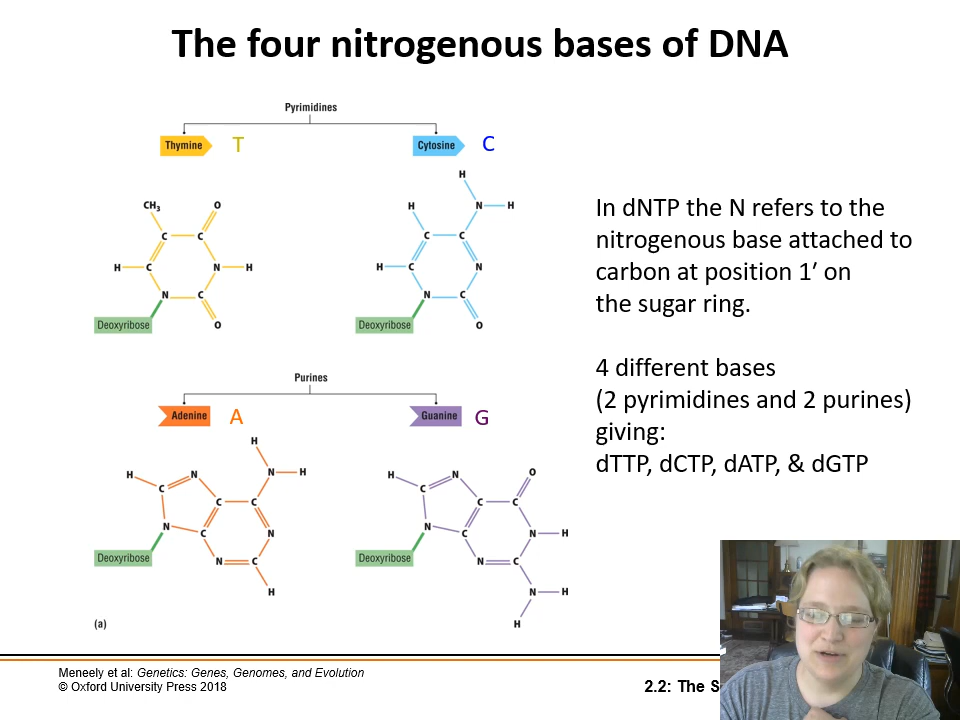 The four nitrogenous bases of DNA
Pyrimidines
Thymine T
Cytosine C
H
CH3 O H N H
C C C C
H C N H H C N
N C N C
Deoxyribose O Deoxyribose O
In dNTP the N refers to the
nitrogenous base attached to
carbon at position 1′ on
the sugar ring.
4 different bases
(2 pyrimidines and 2 purines)
giving:
dTTP, dCTP, dATP, & dGTP
Purines
Adenine A
Guanine G
H
H N N H H N O
C C C C C C
N C N N C N H
Deoxyribose N C Deoxyribose N C
H N H
H
(a)
Meneely et al: Genetics: Genes, Genomes, and Evolution
© Oxford University Press 2018
2.2: The S